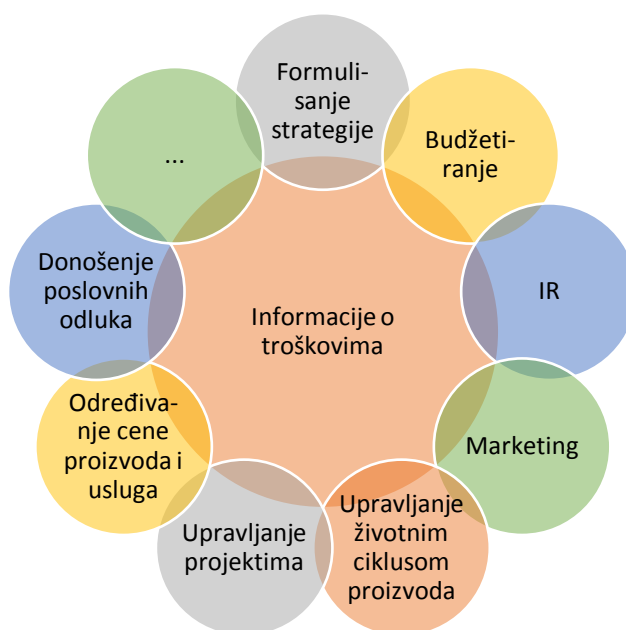 Formuli-
sanje
strategije
Budžeti-
ranje
IR
Marketing
Upravljanje
životnim
ciklusom
proizvoda
Upravljanje
projektima
Određiva-
nje cene
proizvoda i
usluga
Donošenje
poslovnih
odluka
...
Informacije o
troškovima